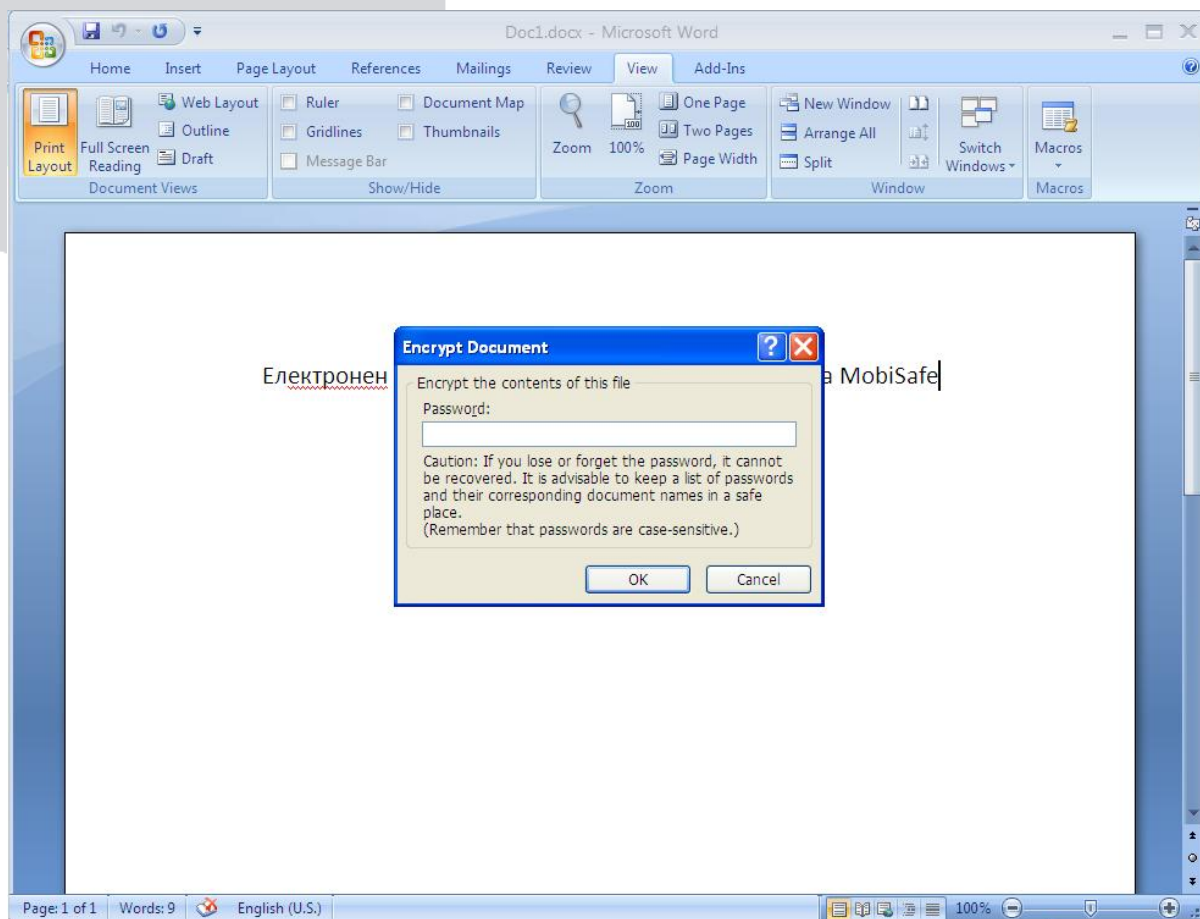 Doc1.docx - Microsoft Word
Home Insert Page Layout References Mailings Review View Add-Ins
Print Layout
Full Screen Reading
Web Layout
Outline
Draft
Document Views
Ruler
Gridlines
Message Bar
Document Map
Thumbnails
Show/Hide
Zoom
100%
One Page
Two Pages
Page Width
Zoom
New Window
Arrange All
Split
Switch Windows
Window
Macros
Macros
Електронен
а MobiSafe
Encrypt Document
Encrypt the contents of this file
Password:
Caution: If you lose or forget the password, it cannot
be recovered. It is advisable to keep a list of passwords
and their corresponding document names in a safe
place.
(Remember that passwords are case-sensitive.)
OK Cancel
Page: 1 of 1 Words: 9 English (U.S.) 100%